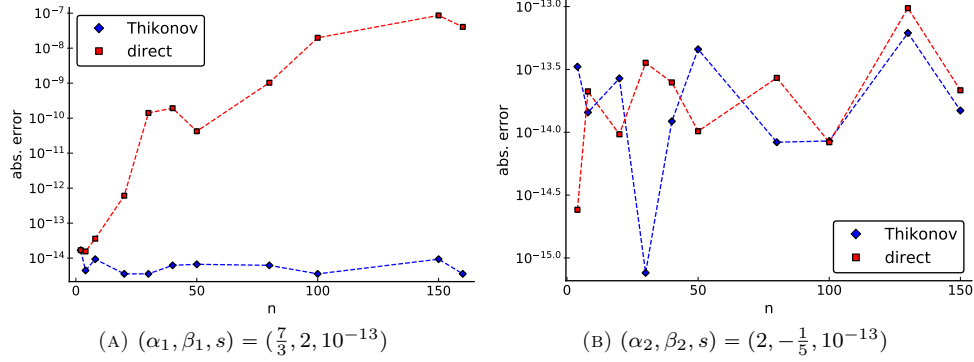 10^{-7}
10^{-8}
10^{-9}
10^{-10}
10^{-11}
10^{-12}
10^{-13}
10^{-14}
abs. error
0 50 100 150
n
Thikonov
direct
(A) (α₁, β₁, s) = (7/3, 2, 10^{-13})
10^{-13.0}
10^{-13.5}
10^{-14.0}
10^{-14.5}
10^{-15.0}
abs. error
0 50 100 150
n
Thikonov
direct
(B) (α₂, β₂, s) = (2, -1/5, 10^{-13})